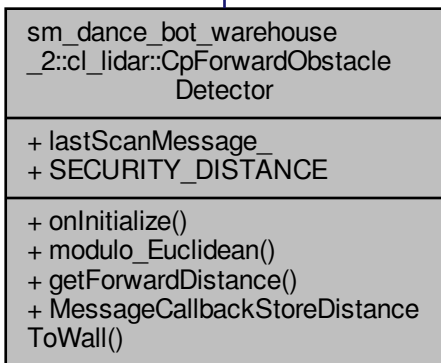 sm_dance_bot_warehouse
_2::cl_lidar::CpForwardObstacle
Detector
+ lastScanMessage_
+ SECURITY_DISTANCE
+ onInitialize()
+ modulo_Euclidean()
+ getForwardDistance()
+ MessageCallbackStoreDistance
ToWall()